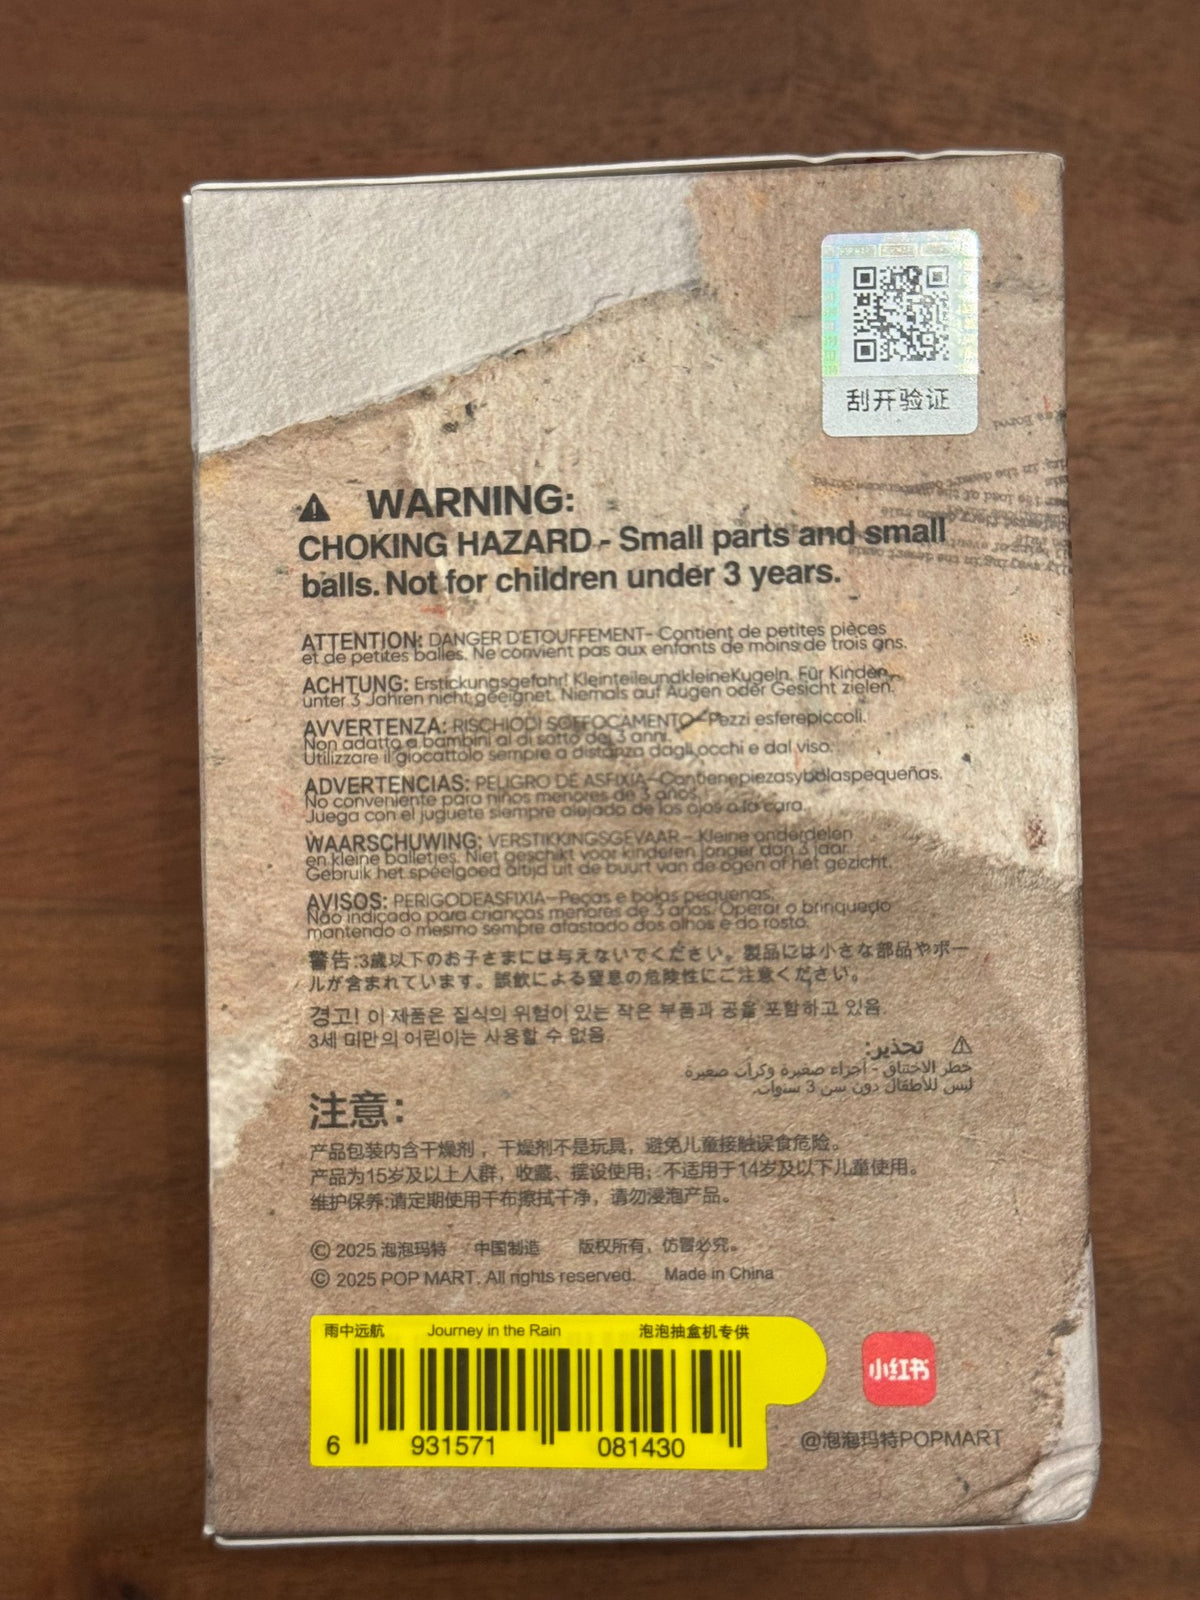 刮开验证
⚠ WARNING:
CHOKING HAZARD - Small parts and small
balls. Not for children under 3 years.
ATTENTION: DANGER D'ETOUFFEMENT- Contient de petites pièces
et de petites balles. Ne convient pas aux enfants de moins de trois ans.
ACHTUNG: Erstickungsgefahr! KleinteileundkleineKugeln. Für Kinder
unter 3 Jahren nicht geeignet. Niemals auf Augen oder Gesicht zielen.
AVVERTENZA: RISCHIODI SOFFOCAMENTO-Pezzi esferepiccoli.
Non adatto a bambini al di sotto dei 3 anni.
Utilizzare il giocattolo sempre a distanza dagli occhi e dal viso.
ADVERTENCIAS: PELIGRO DE ASFIXIA-Contienepiezasybolaspequeñas.
No conveniente para niños menores de 3 años.
Juega con el juguete siempre alejado de los ojos o la cara.
WAARSCHUWING: VERSTIKKINGSGEVAAR - Kleine onderdelen
en kleine balletjes. Niet geschikt voor kinderen jonger dan 3 jaar.
Gebruik het speelgoed altijd uit de buurt van de ogen of het gezicht.
AVISOS: PERIGODEASFIXIA-Peças e bolas pequenas.
Não indicado para crianças menores de 3 anos. Operar o brinquedo
mantendo o mesmo sempre afastado dos olhos e do rosto.
警告:3歳以下のお子さまには与えないでください。製品には小さな部品やボー
ルが含まれています。誤飲による窒息の危険性にご注意ください。
경고! 이 제품은 질식의 위험이 있는 작은 부품과 공을 포함하고 있음.
3세 미만의 어린이는 사용할 수 없음
⚠ تحذير:
خطر الاختناق - أجزاء صغيرة وكرات صغيرة
ليس للأطفال دون سن 3 سنوات.
注意:
产品包装内含干燥剂，干燥剂不是玩具，避免儿童接触误食危险。
产品为15岁及以上人群，收藏、摆设使用；不适用于14岁及以下儿童使用。
维护保养:请定期使用干布擦拭干净，请勿浸泡产品。
© 2025 泡泡玛特 中国制造 版权所有，仿冒必究。
© 2025 POP MART. All rights reserved. Made in China
雨中远航 Journey in the Rain 泡泡抽盒机专供
6 931571 081430
小红书
@泡泡玛特POPMART